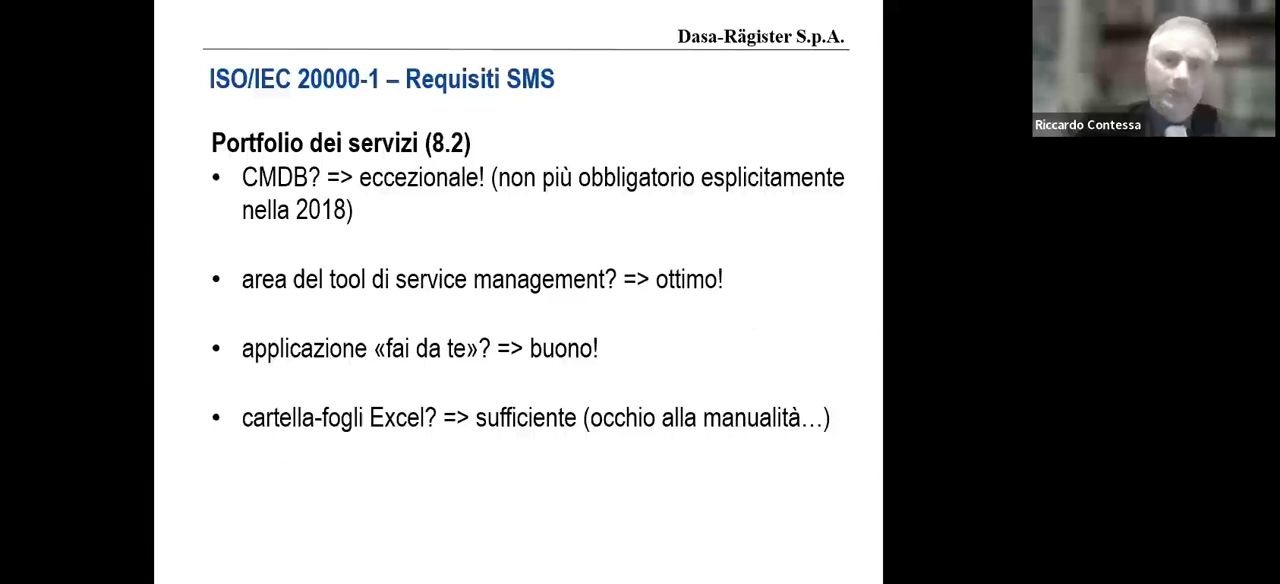 Dasa-Rägister S.p.A.
ISO/IEC 20000-1 – Requisiti SMS
Portfolio dei servizi (8.2)
• CMDB? => eccezionale! (non più obbligatorio esplicitamente
nella 2018)
• area del tool di service management? => ottimo!
• applicazione «fai da te»? => buono!
• cartella-fogli Excel? => sufficiente (occhio alla manualità…)
Riccardo Contessa